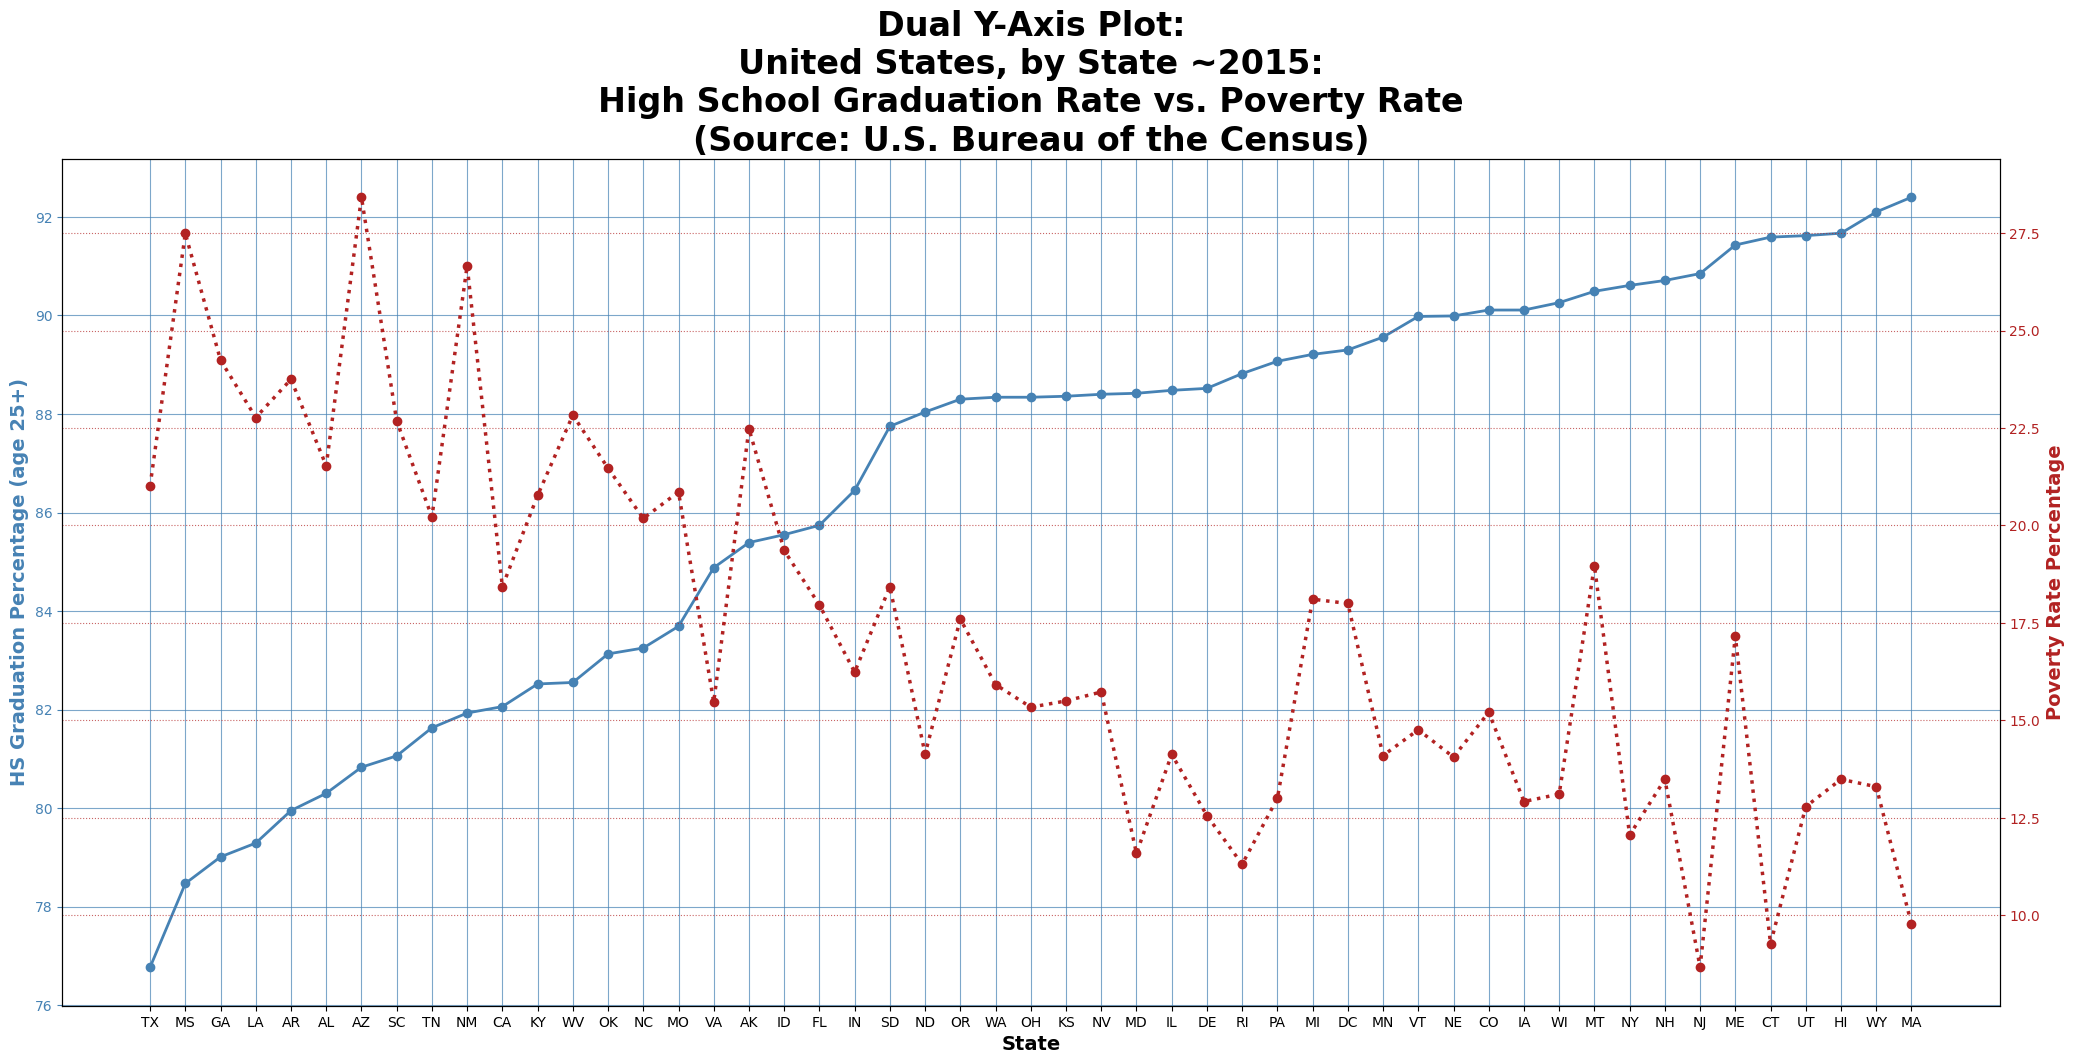 Dual Y-Axis Plot:
United States, by State ~2015:
High School Graduation Rate vs. Poverty Rate
(Source: U.S. Bureau of the Census)
HS Graduation Percentage (age 25+)
92
90
88
86
84
82
80
78
76
27.5
25.0
22.5
20.0
17.5
15.0
12.5
10.0
Poverty Rate Percentage
TX MS GA LA AR AL AZ SC TN NM CA KY WV OK NC MO VA AK ID FL IN SD ND OR WA OH KS NV MD IL DE RI PA MI DC MN VT NE CO IA WI MT NY NH NJ ME CT UT HI WY MA
State